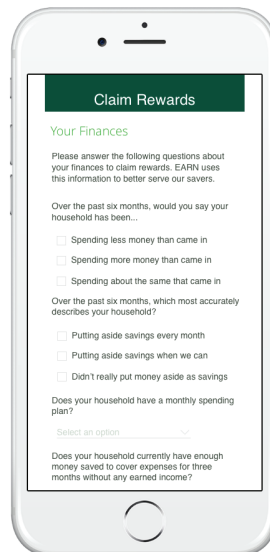 Claim Rewards
Your Finances
Please answer the following questions about
your finances to claim rewards. EARN uses
this information to better serve our savers.
Over the past six months, would you say your
household has been...
Spending less money than came in
Spending more money than came in
Spending about the same that came in
Over the past six months, which most accurately
describes your household?
Putting aside savings every month
Putting aside savings when we can
Didn't really put money aside as savings
Does your household have a monthly spending
plan?
Select an option
Does your household currently have enough
money saved to cover expenses for three
months without any earned income?